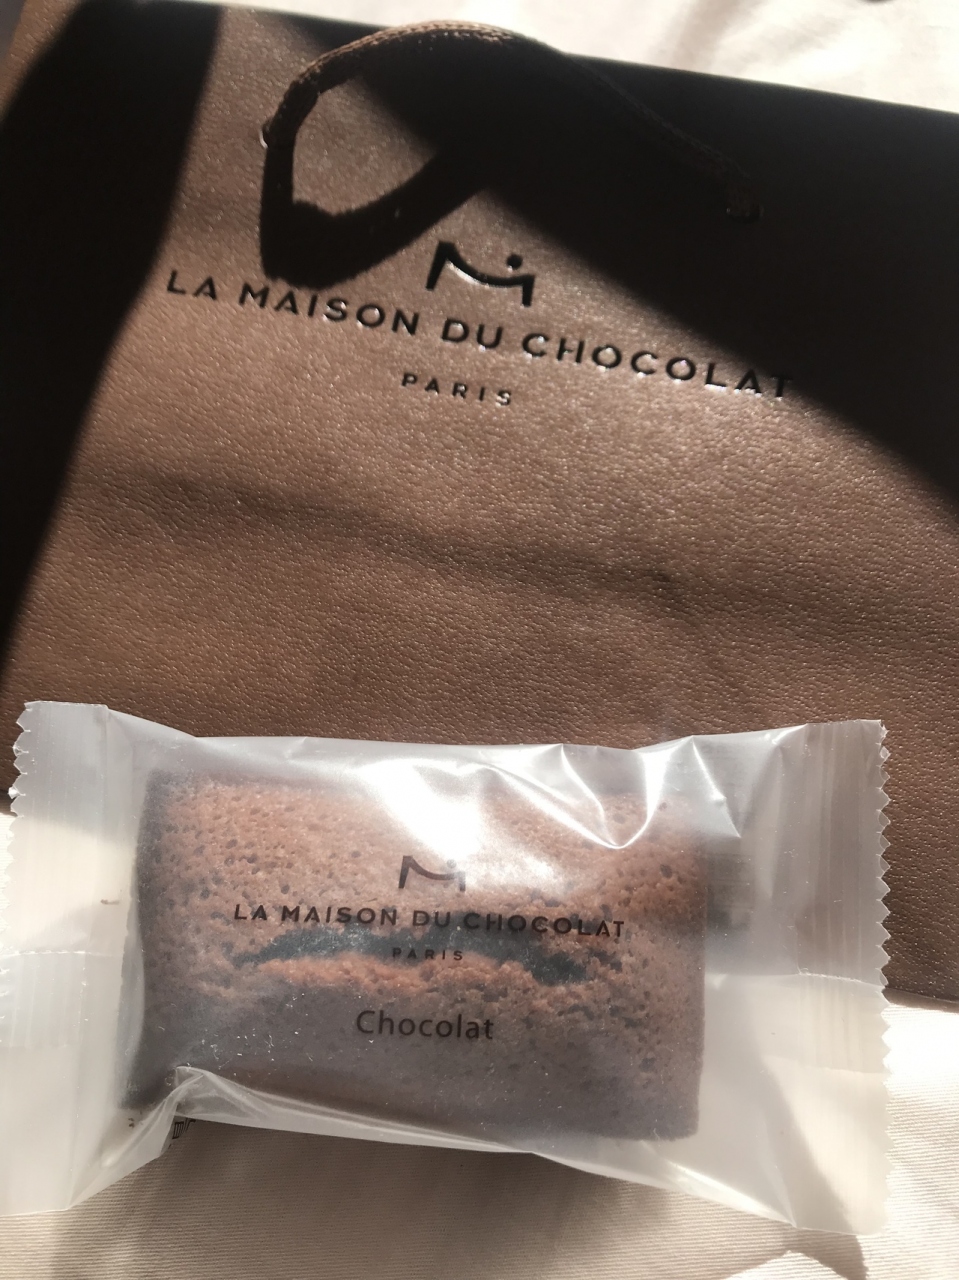 LA MAISON DU CHOCOLAT
PARIS
LA MAISON DU CHOCOLAT
PARIS
Chocolat